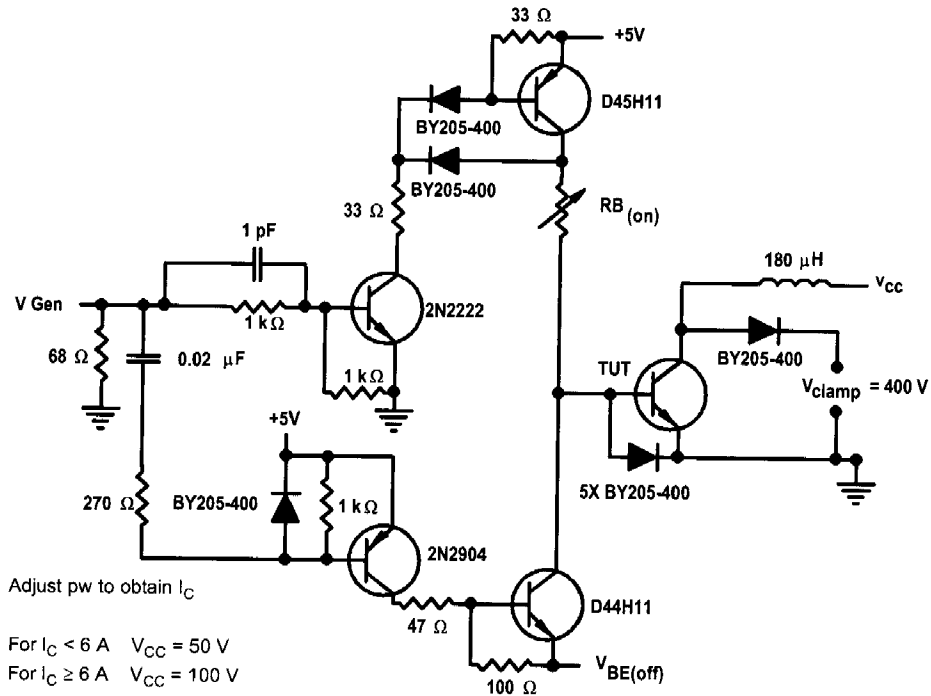 33 Ω
+5V
D45H11
BY205-400
BY205-400
33 Ω
RB(on)
1 pF
180 μH
VCC
V Gen
1 kΩ
2N2222
BY205-400
68 Ω
0.02 μF
TUT
Vclamp = 400 V
1 kΩ
+5V
5X BY205-400
270 Ω
BY205-400
1 kΩ
2N2904
Adjust pw to obtain IC
D44H11
47 Ω
For IC < 6 A VCC = 50 V
VBE(off)
For IC ≥ 6 A VCC = 100 V
100 Ω